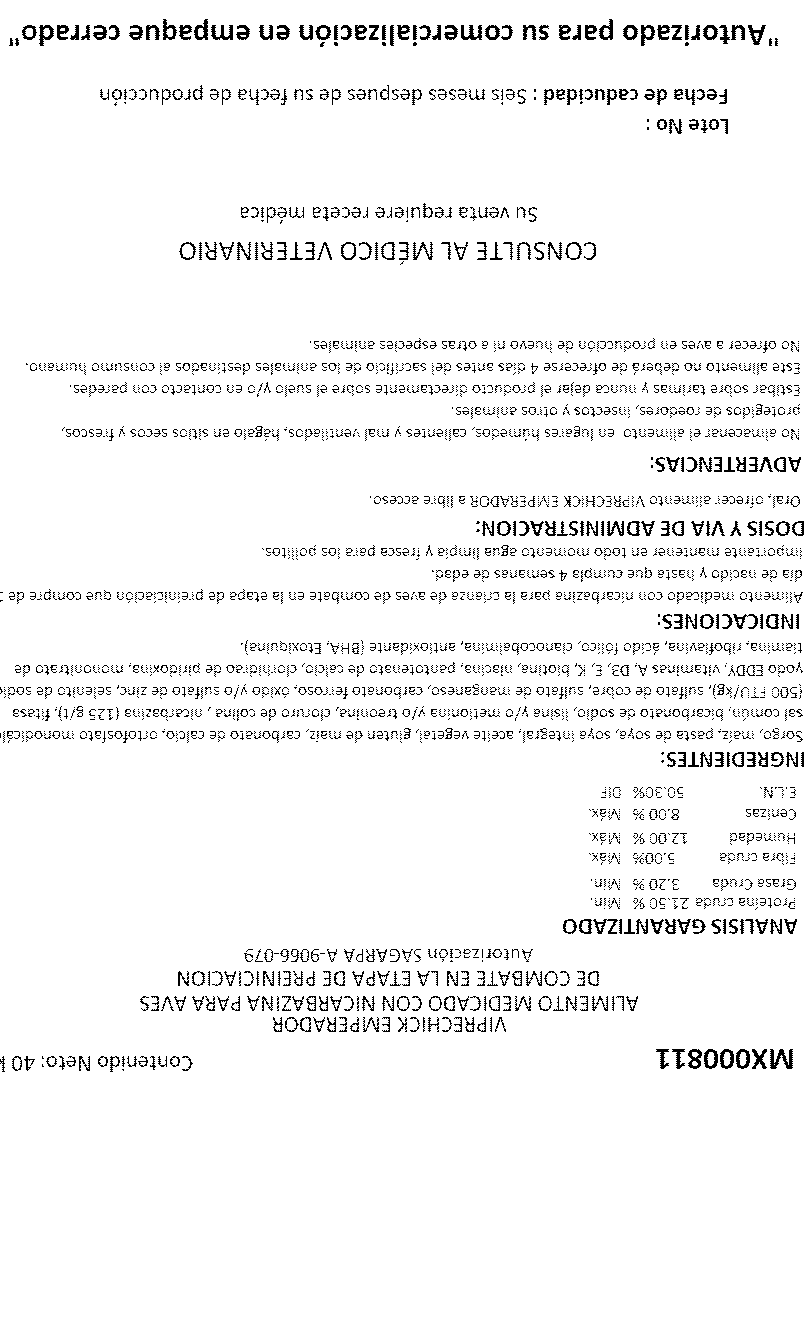 MX000811
Contenido Neto: 40
VIPRECHICK EMPERADOR
ALIMENTO MEDICADO CON NICARBAZINA PARA AVES
DE COMBATE EN LA ETAPA DE PREINICIACION
Autorización SAGARPA A-9066-079
ANALISIS GARANTIZADO
Proteína cruda 21.50 % Min.
Grasa Cruda 3.20 % Min.
Fibra cruda 5.00% Máx.
Humedad 12.00 % Máx.
Cenizas 8.00 % Máx.
E.L.N. 50.30% DIF
INGREDIENTES:
Sorgo, maíz, pasta de soya, soya integral, aceite vegetal, gluten de maíz, carbonato de calcio, ortofosfato monodicál
sal común, bicarbonato de sodio, lisina y/o metionina y/o treonina, cloruro de colina , nicarbazina (125 g/t), fitasa
(500 FTU/kg), sulfato de cobre, sulfato de manganeso, carbonato ferroso, óxido y/o sulfato de zinc, selenito de sodi
yodo EDDY, vitaminas A, D3, E, K, biotina, niacina, pantotenato de calcio, clorhidrao de piridoxina, mononitrato de
tiamina, riboflavina, ácido fólico, cianocobalmina, antioxidante (BHA, Etoxiquina).
INDICACIONES:
Alimento medicado con nicarbazina para la crianza de aves de combate en la etapa de preiniciación que compre de
día de nacido y hasta que cumpla 4 semanas de edad.
Importante mantener en todo momento agua limpia y fresca para los pollitos.
DOSIS Y VIA DE ADMINISTRACION:
Oral, ofrecer alimento VIPRECHICK EMPERADOR a libre acceso.
ADVERTENCIAS:
No almacenar el alimento en lugares húmedos, calientes y mal ventilados, hágalo en sitios secos y frescos,
protegidos de roedores, insectos y otros animales.
Estibar sobre tarimas y nunca dejar el producto directamente sobre el suelo y/o en contacto con paredes.
Este alimento no deberá de ofrecerse 4 días antes del sacrificio de los animales destinados al consumo humano.
No ofrecer a aves en producción de huevo ni a otras especies animales.
CONSULTE AL MÉDICO VETERINARIO
Su venta requiere receta médica
Lote No :
Fecha de caducidad : Seis meses despues de su fecha de producción
"Autorizado para su comercialización en empaque cerrado"